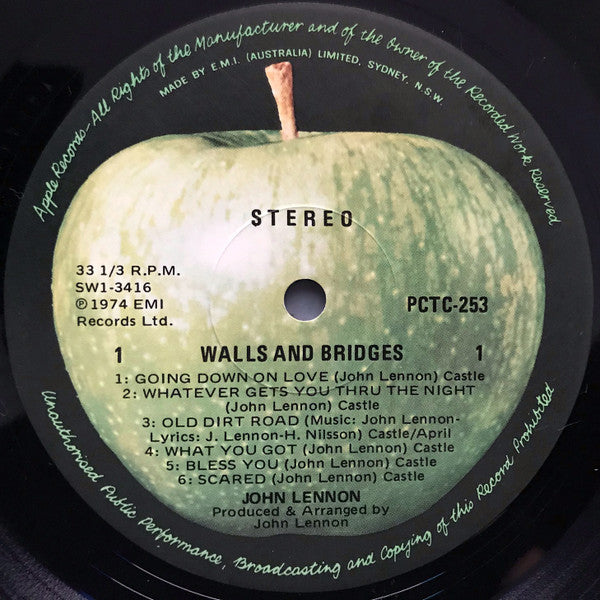 Apple Records-All Rights of the Manufacturer and of the Owner of the Recorded Work Reserved
MADE BY E.M.I. (AUSTRALIA) LIMITED, SYDNEY, N.S.W.
STEREO
33 1/3 R.P.M.
SW1-3416
℗ 1974 EMI
Records Ltd.
PCTC-253
1 WALLS AND BRIDGES 1
1: GOING DOWN ON LOVE (John Lennon) Castle
2: WHATEVER GETS YOU THRU THE NIGHT
(John Lennon) Castle
3: OLD DIRT ROAD (Music: John Lennon-
Lyrics: J. Lennon-H. Nilsson) Castle/April
4: WHAT YOU GOT (John Lennon) Castle
5: BLESS YOU (John Lennon) Castle
6: SCARED (John Lennon) Castle
JOHN LENNON
Produced & Arranged by
John Lennon
Unauthorised Public Performance, Broadcasting and Copying of this Record Prohibited